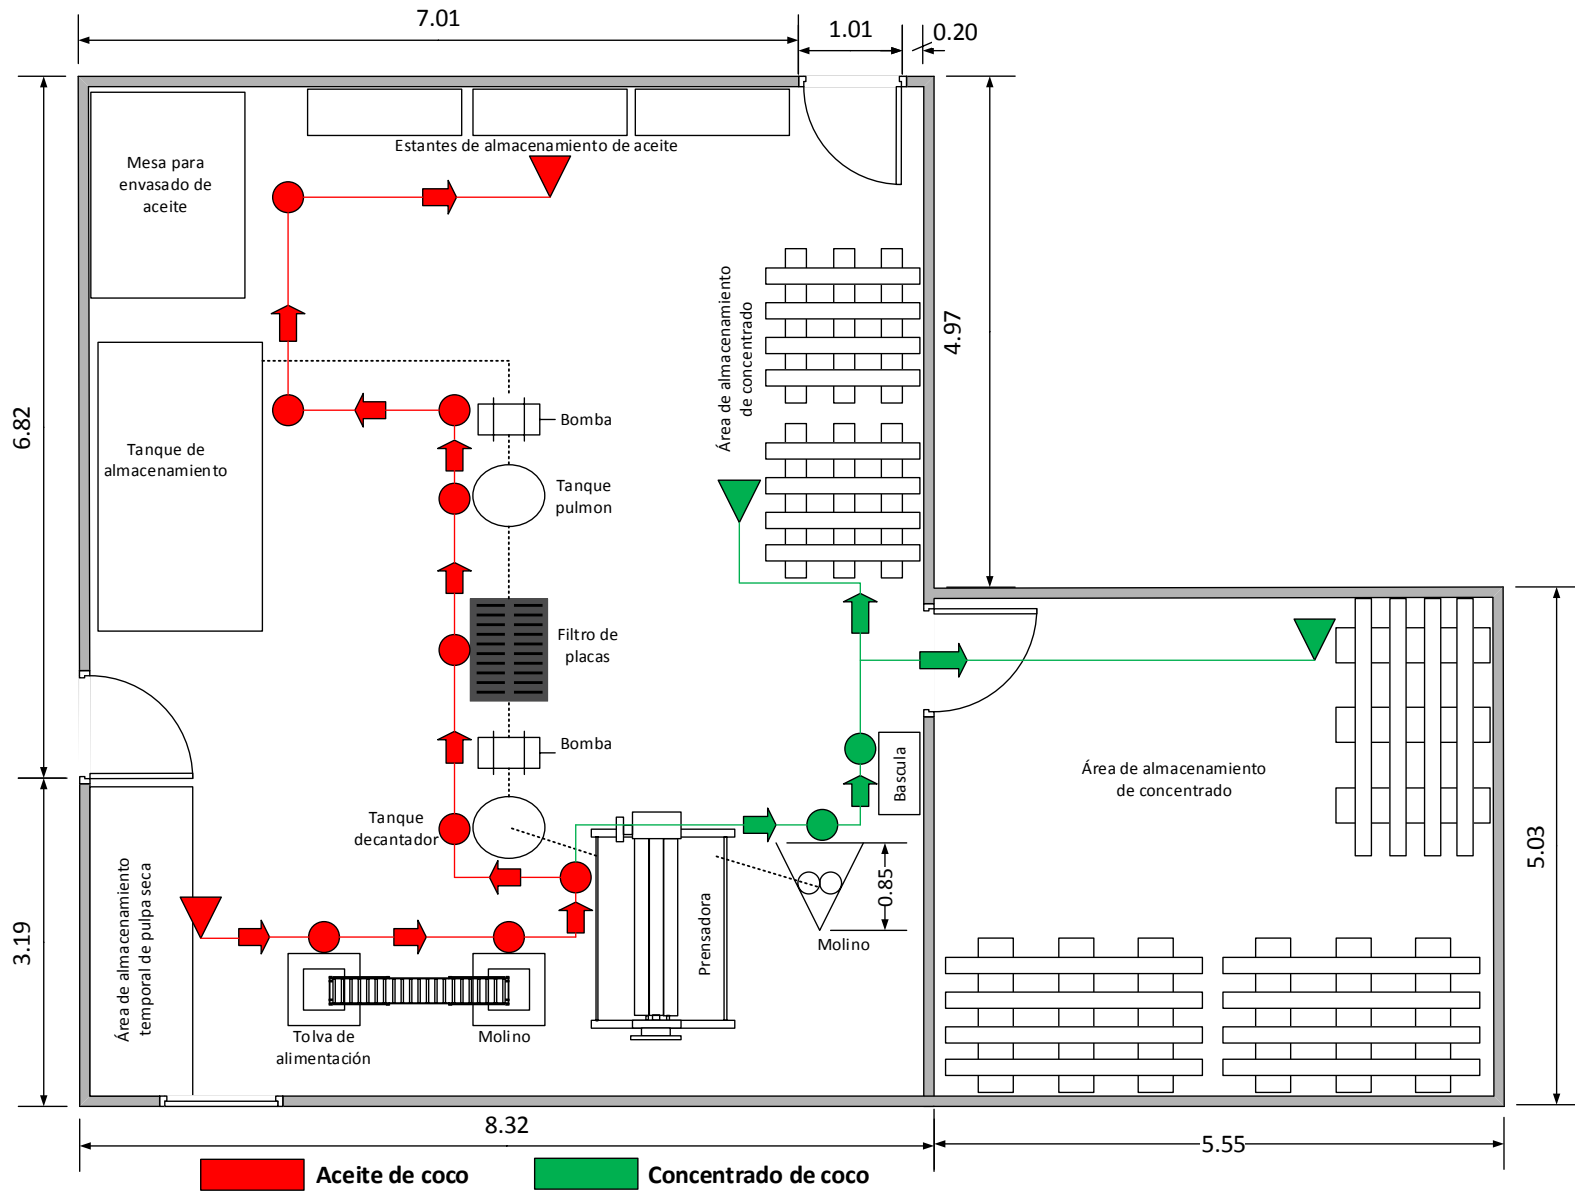 7.01
1.01
0.20
Mesa para
envasado de
aceite
Estantes de almacenamiento de aceite
Área de almacenamiento
de concentrado
4.97
6.82
Bomba
Tanque de
almacenamiento
Tanque
pulmon
Filtro de
placas
Bomba
Bascula
Área de almacenamiento
de concentrado
Tanque
decantador
5.03
0.85
Prensadora
Molino
Área de almacenamiento
temporal de pulpa seca
3.19
Tolva de
alimentación
Molino
8.32
5.55
Aceite de coco
Concentrado de coco